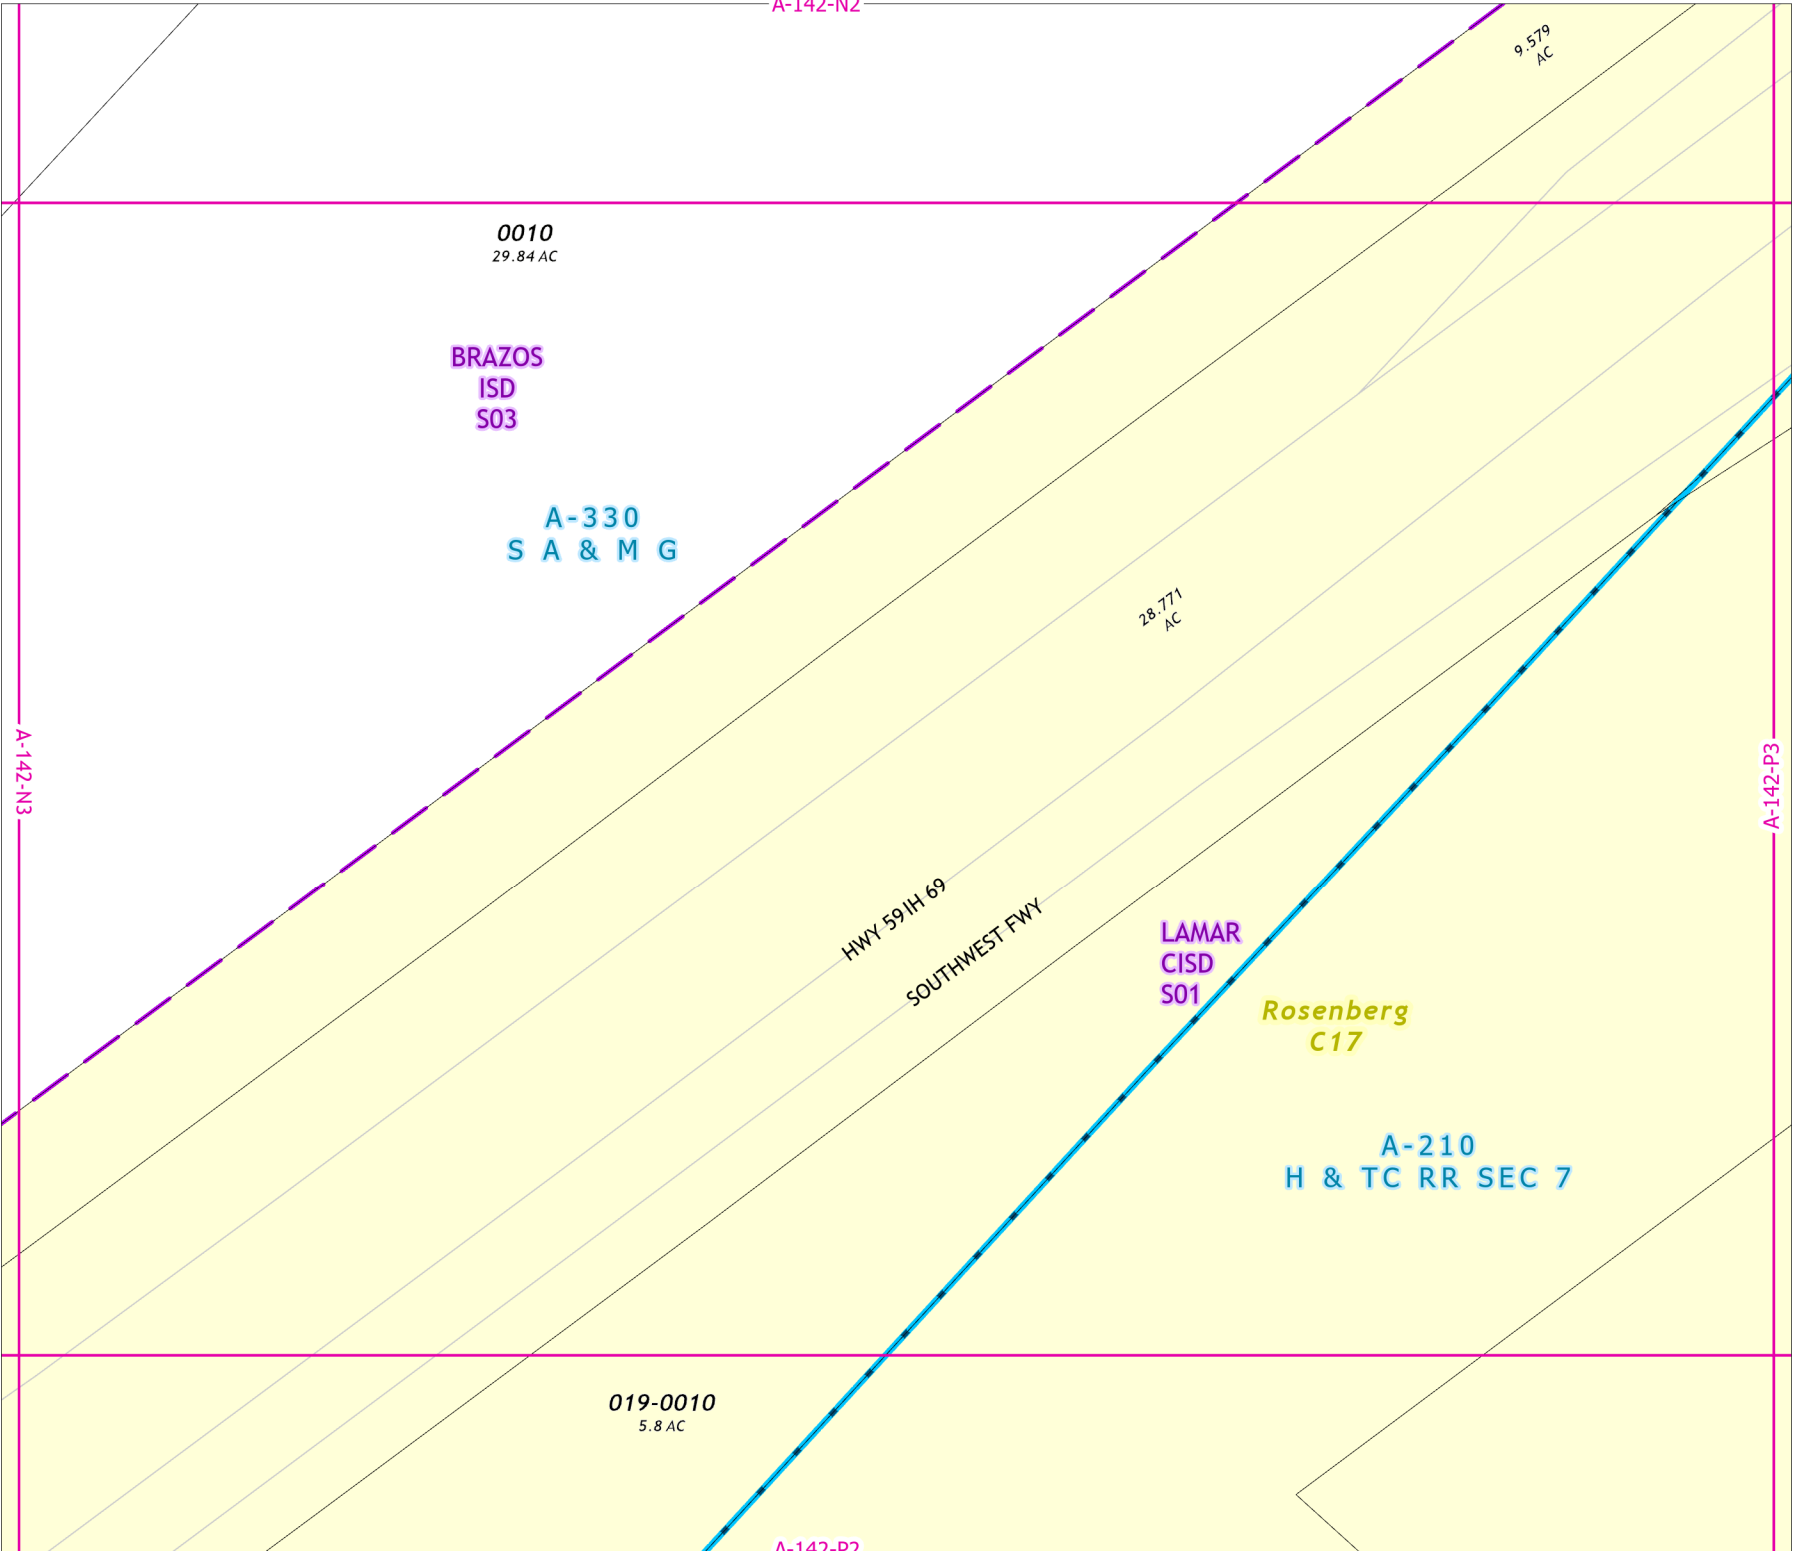 A-142-N2
9.579
AC
0010
29.84 AC
BRAZOS
ISD
S03
A-330
S A & M G
28.771
AC
A-142-N3
A-142-P3
HWY 59
IH 69
SOUTHWEST FWY
LAMAR
CISD
S01
Rosenberg
C17
A-210
H & TC RR SEC 7
019-0010
5.8 AC
A-142-P2